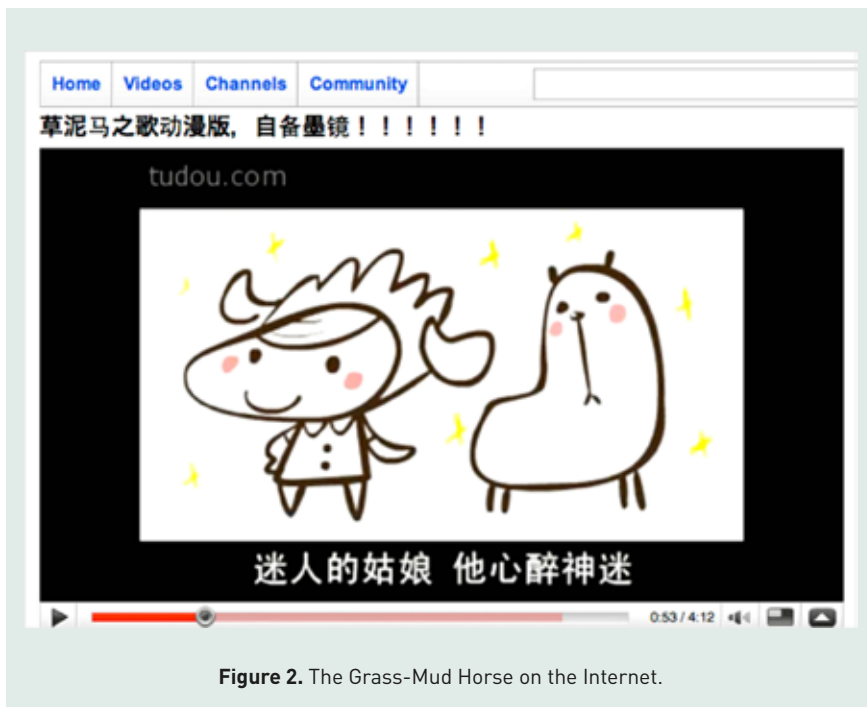 Home Videos Channels Community
草泥马之歌动漫版，自备墨镜！！！！！！
tudou.com
迷人的姑娘 他心醉神迷
0:53 / 4:12
Figure 2. The Grass-Mud Horse on the Internet.